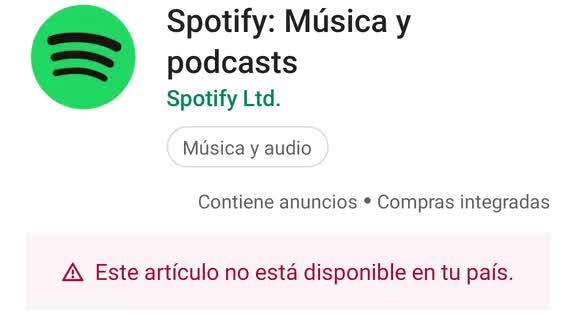 Spotify: Música y
podcasts
Spotify Ltd.
Música y audio
Contiene anuncios • Compras integradas
Este artículo no está disponible en tu país.